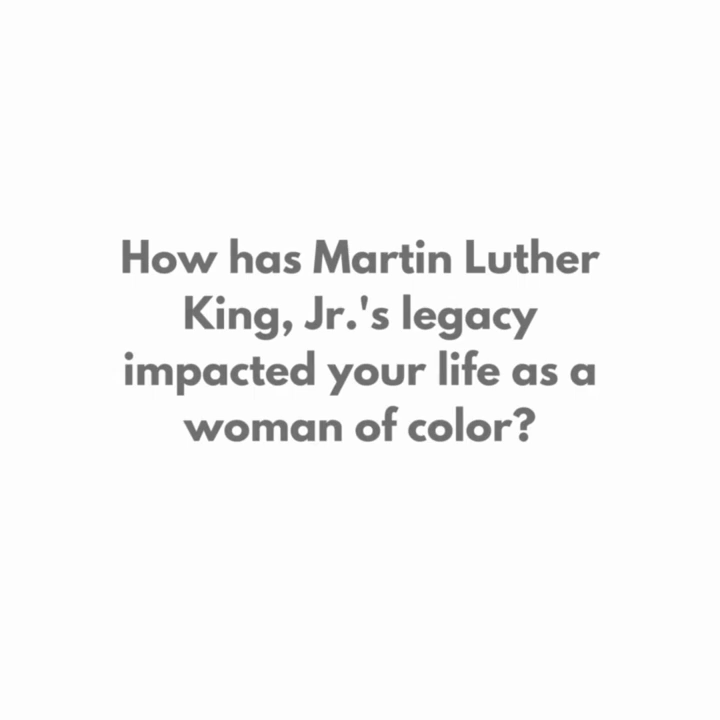 How has Martin Luther
King, Jr.'s legacy
impacted your life as a
woman of color?